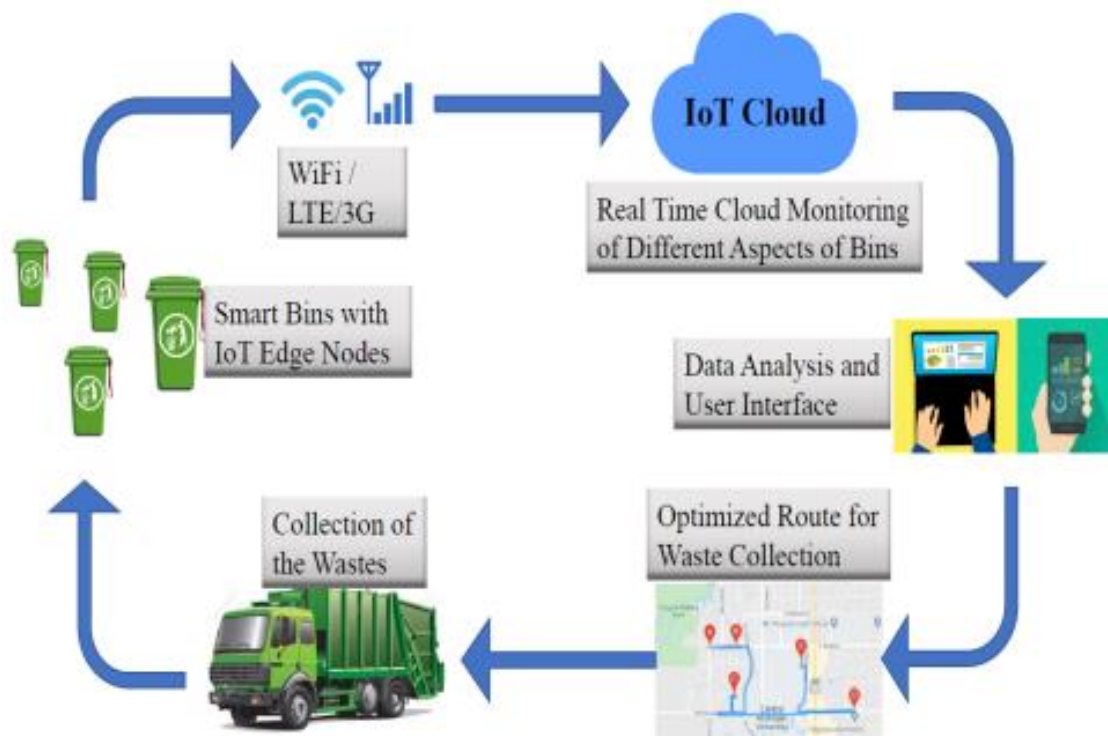 IoT Cloud
WiFi /
LTE/3G
Real Time Cloud Monitoring
of Different Aspects of Bins
Smart Bins with
IoT Edge Nodes
Data Analysis and
User Interface
Collection of
the Wastes
Optimized Route for
Waste Collection